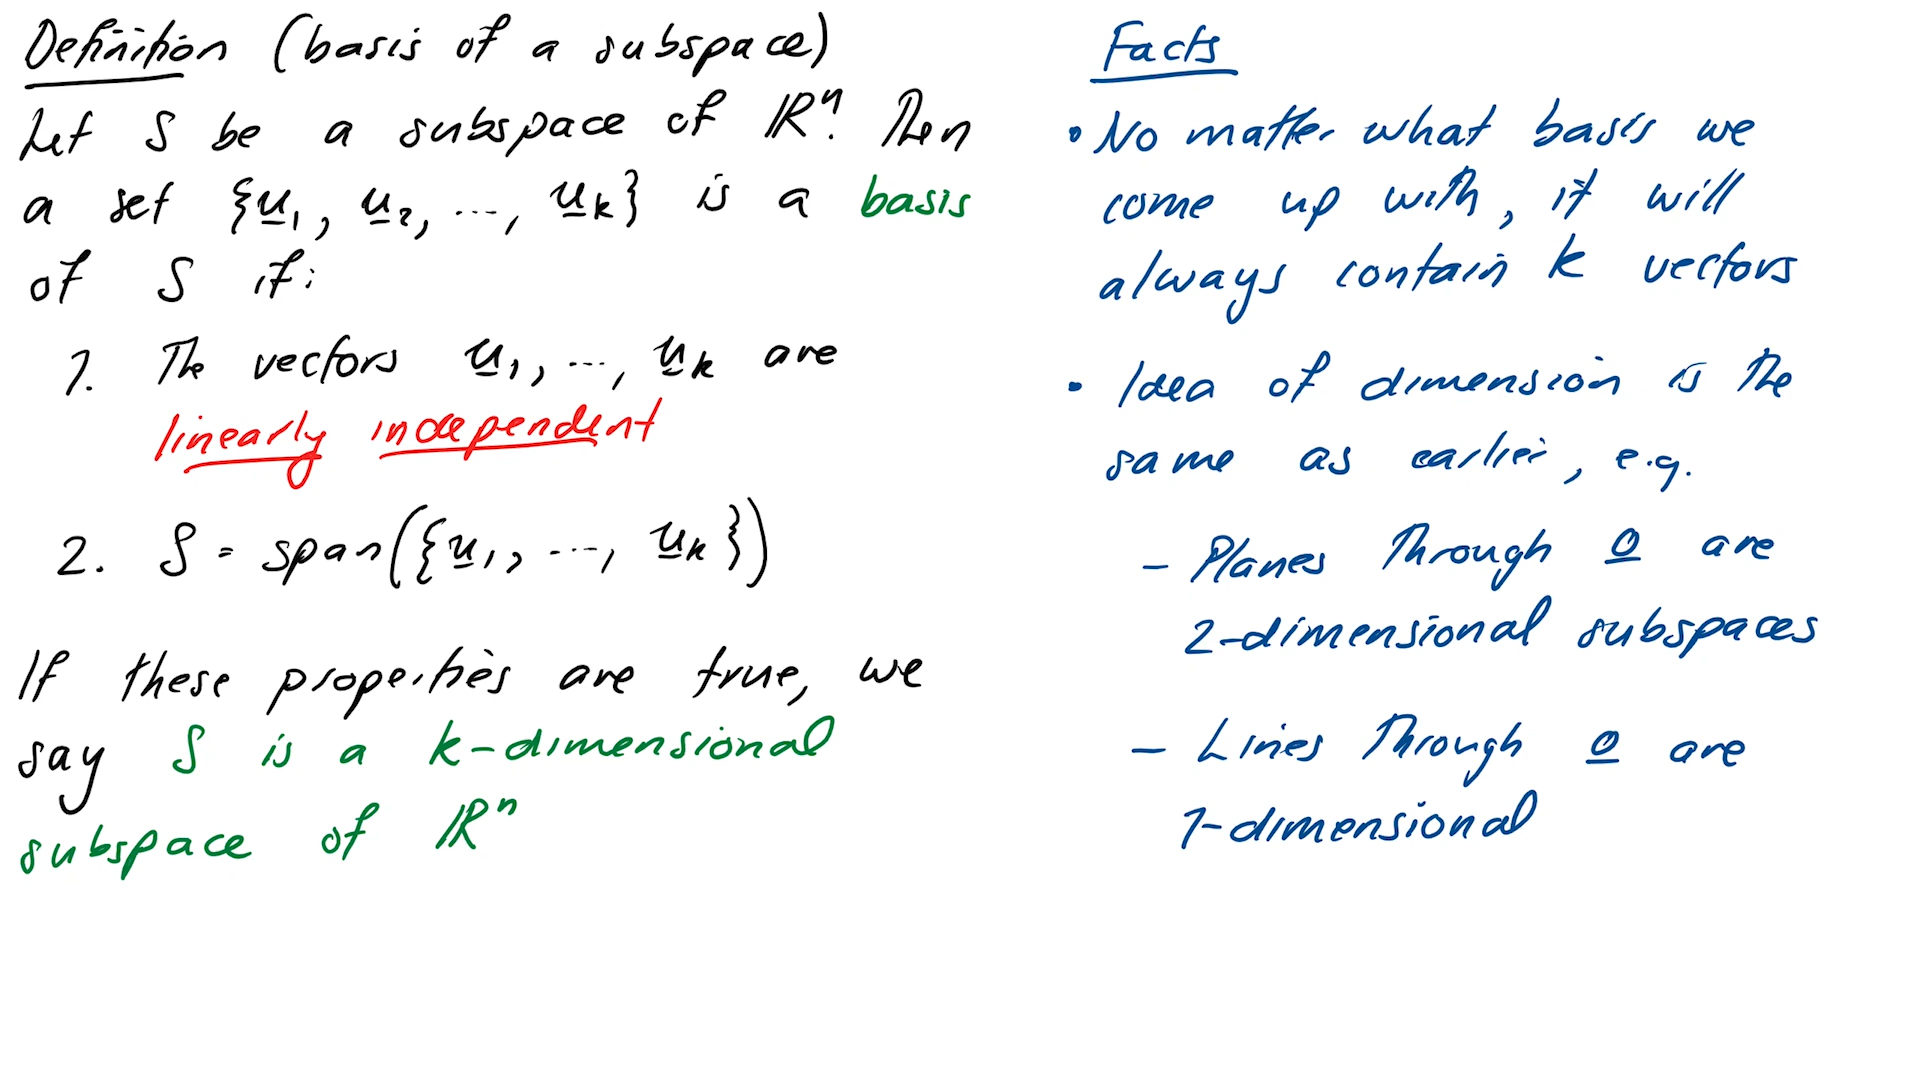 Definition (basis of a subspace)
Let S be a subspace of ℝⁿ. Then
a set {u₁, u₂, ..., uₖ} is a basis
of S if:
1. The vectors u₁, ..., uₖ are
linearly independent
2. S = span({u₁, ..., uₖ})
If these properties are true, we
say S is a k-dimensional
subspace of ℝⁿ
Facts
• No matter what basis we
come up with, it will
always contain k vectors
• Idea of dimension is the
same as earlier, e.g.
- Planes through 0 are
2-dimensional subspaces
- Lines through 0 are
1-dimensional